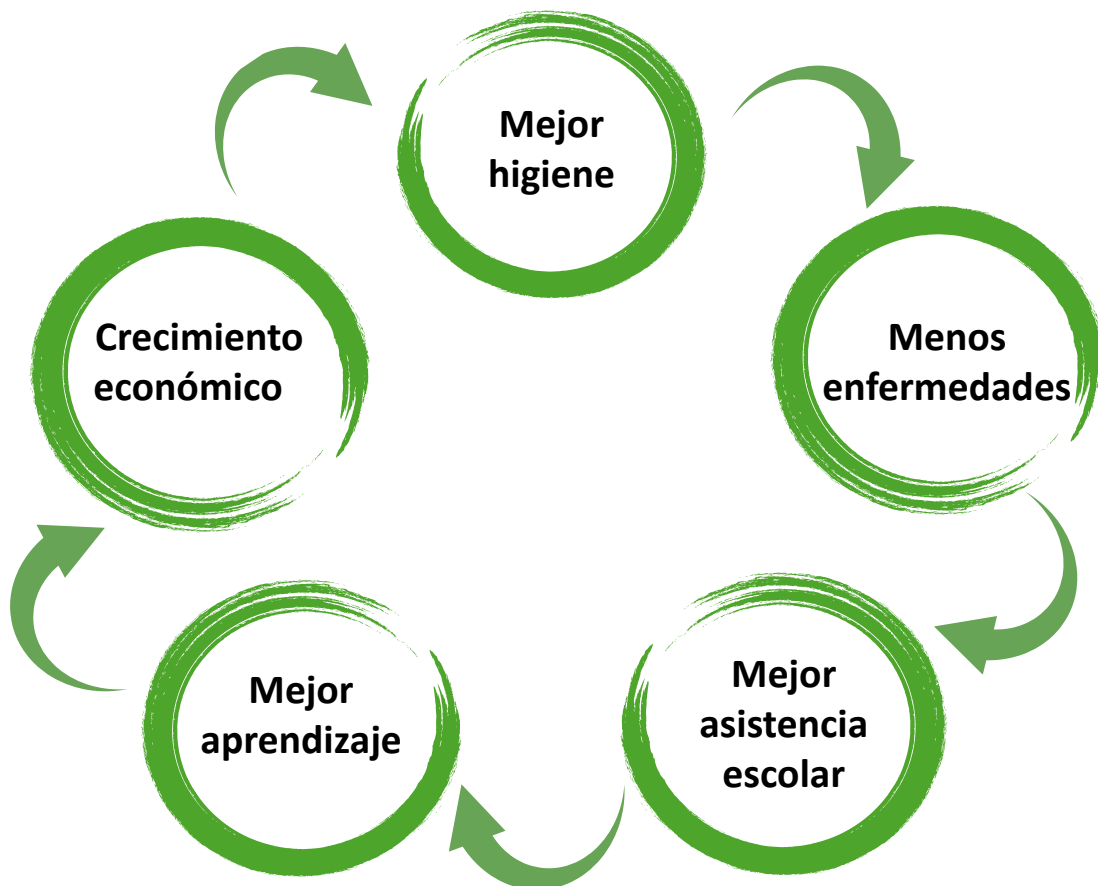 Mejor
higiene
Menos
enfermedades
Mejor
asistencia
escolar
Mejor
aprendizaje
Crecimiento
económico